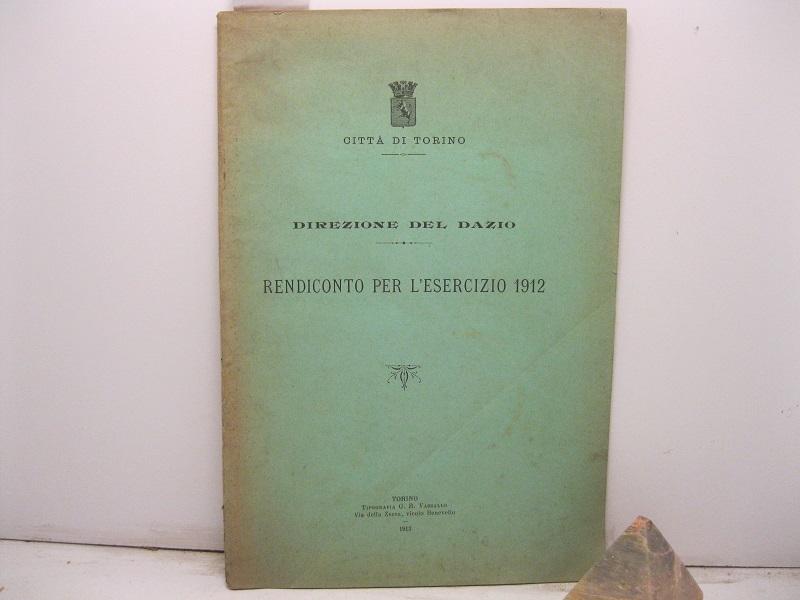 CITTÀ DI TORINO
DIREZIONE DEL DAZIO
RENDICONTO PER L'ESERCIZIO 1912
TORINO
TIPOGRAFIA G. B. VASSALLO
Via della Zecca, vicolo Benevello
1913